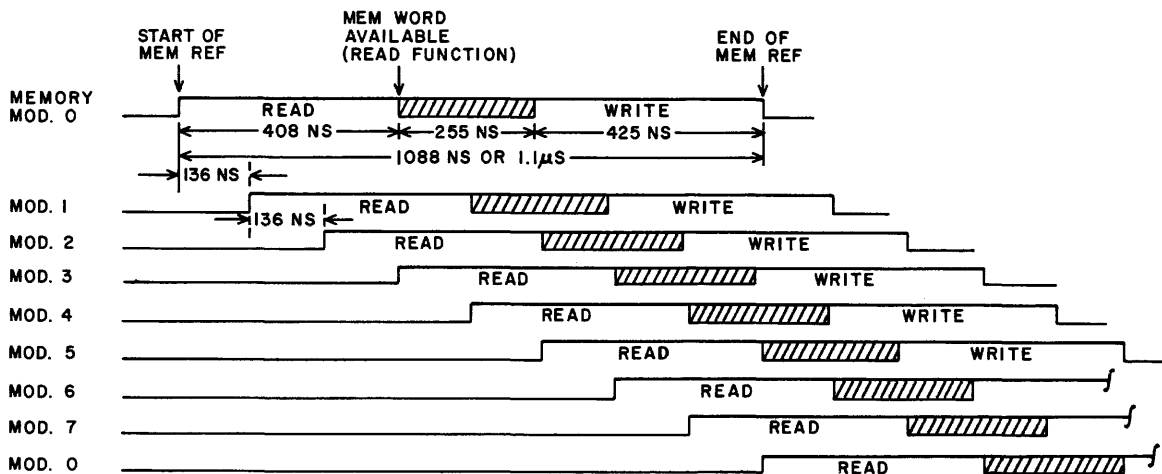 START OF
MEM REF
MEM WORD
AVAILABLE
(READ FUNCTION)
END OF
MEM REF
MEMORY
MOD. 0
READ
WRITE
408 NS
255 NS
425 NS
1088 NS OR 1.1μS
136 NS
MOD. 1
READ
WRITE
136 NS
MOD. 2
READ
WRITE
MOD. 3
READ
WRITE
MOD. 4
READ
WRITE
MOD. 5
READ
WRITE
MOD. 6
READ
MOD. 7
READ
MOD. 0
READ